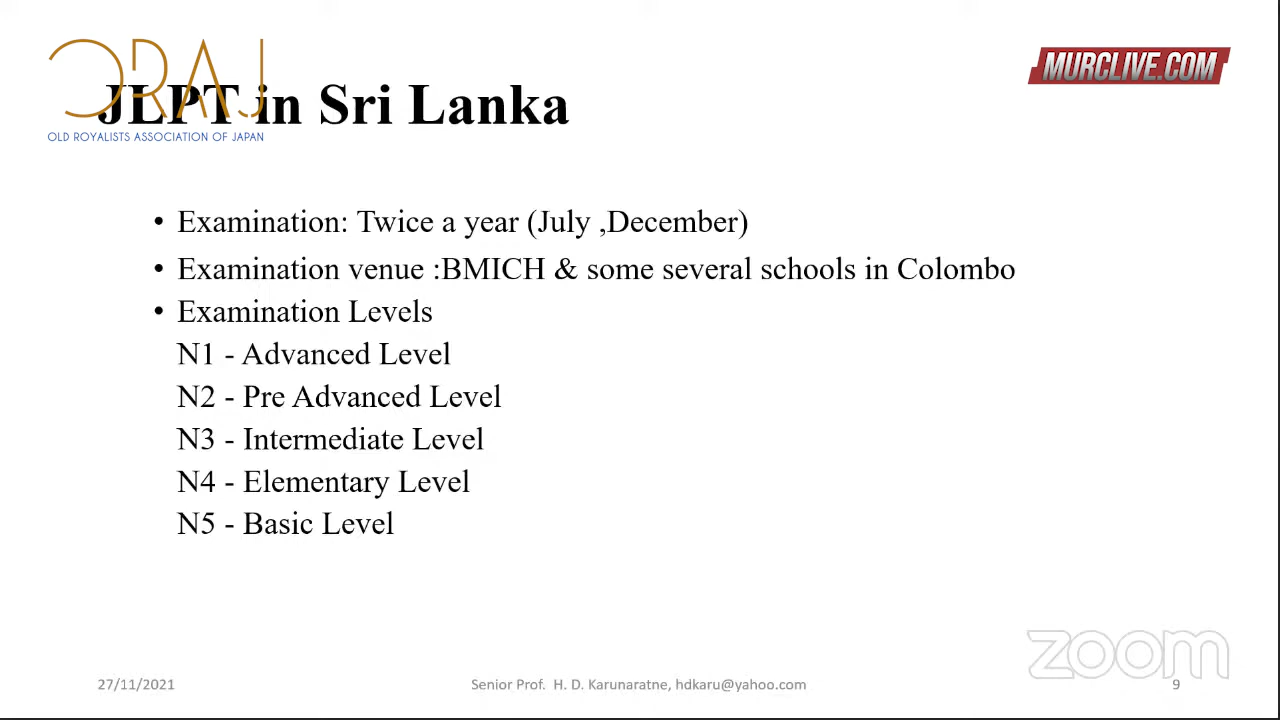 ORAJ
OLD ROYALISTS ASSOCIATION OF JAPAN
MURCLIVE.COM
JLPT in Sri Lanka
• Examination: Twice a year (July ,December)
• Examination venue :BMICH & some several schools in Colombo
• Examination Levels
N1 - Advanced Level
N2 - Pre Advanced Level
N3 - Intermediate Level
N4 - Elementary Level
N5 - Basic Level
zoom
27/11/2021
Senior Prof. H. D. Karunaratne, hdkaru@yahoo.com
9